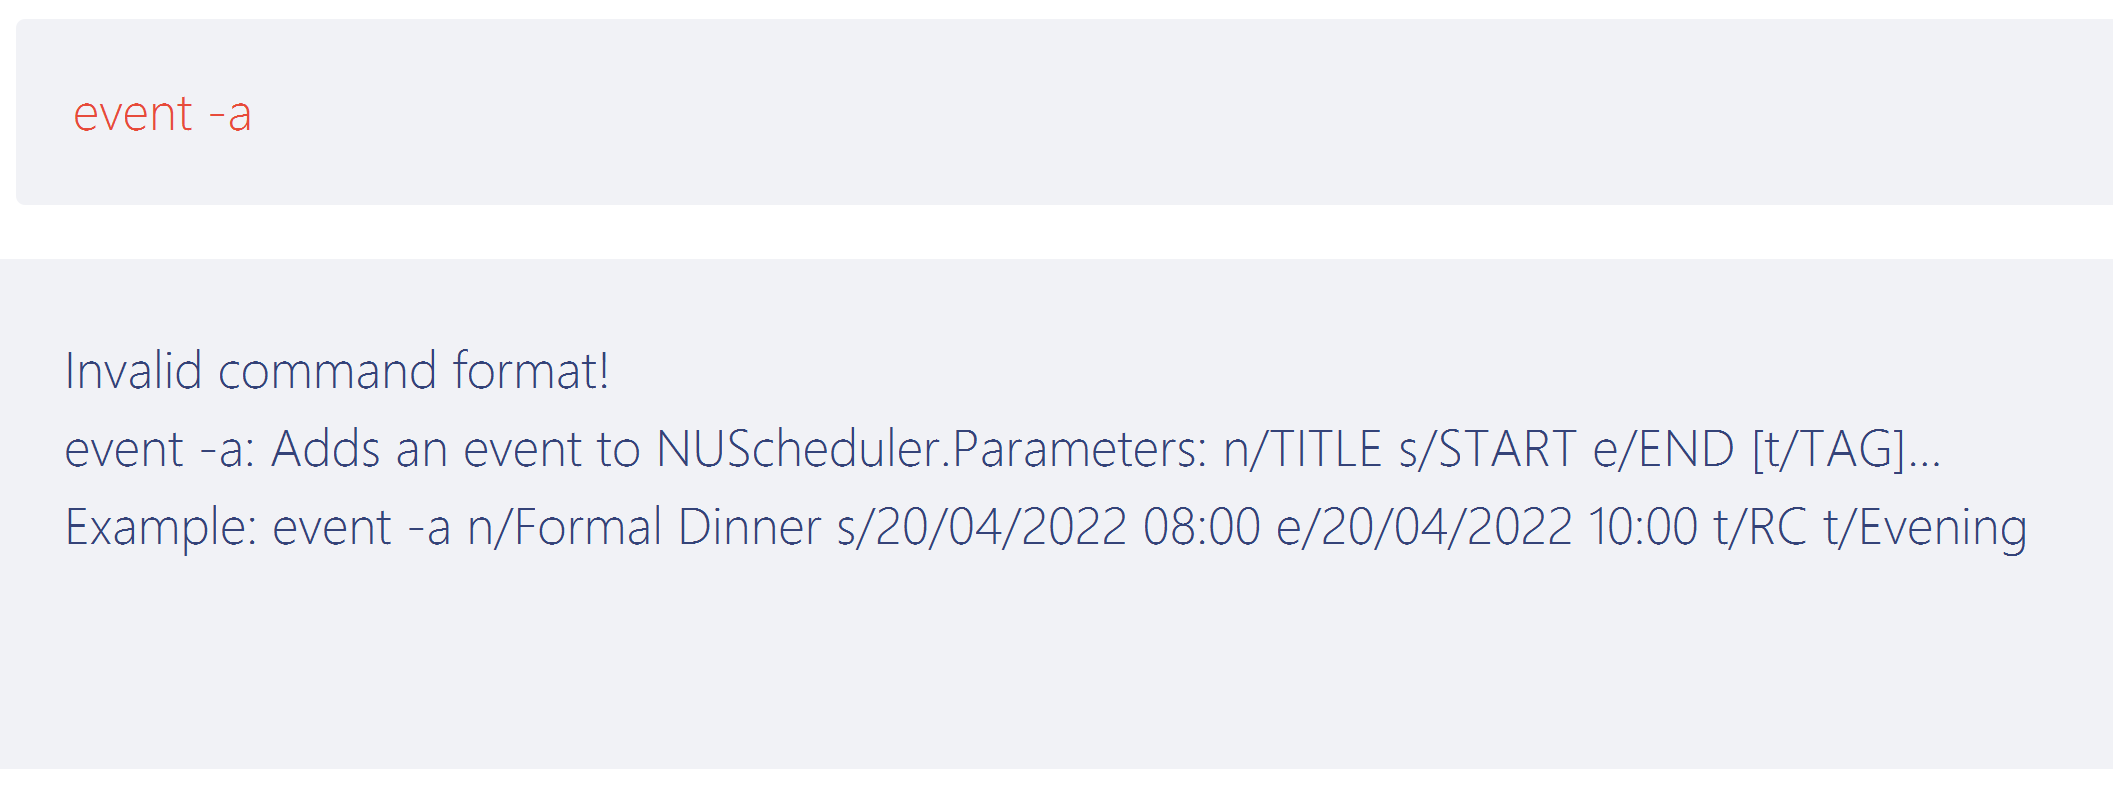 event -a
Invalid command format!
event -a: Adds an event to NUScheduler.Parameters: n/TITLE s/START e/END [t/TAG]...
Example: event -a n/Formal Dinner s/20/04/2022 08:00 e/20/04/2022 10:00 t/RC t/Evening